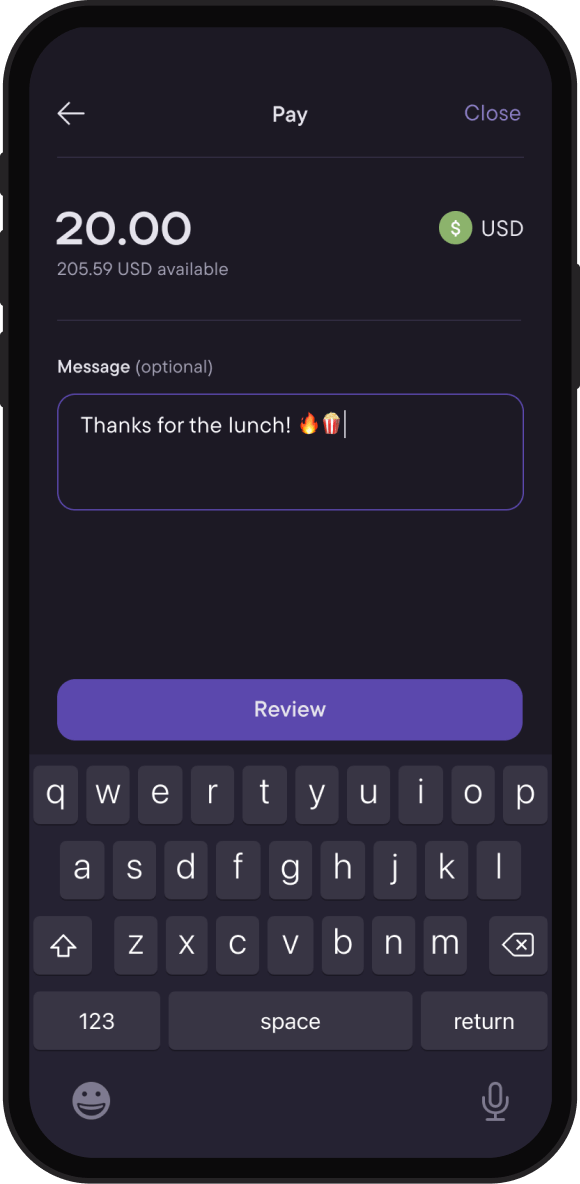 Pay
Close
20.00
$ USD
205.59 USD available
Message (optional)
Thanks for the lunch! 🔥🍿
Review
q w e r t y u i o p
a s d f g h j k l
z x c v b n m
123 space return